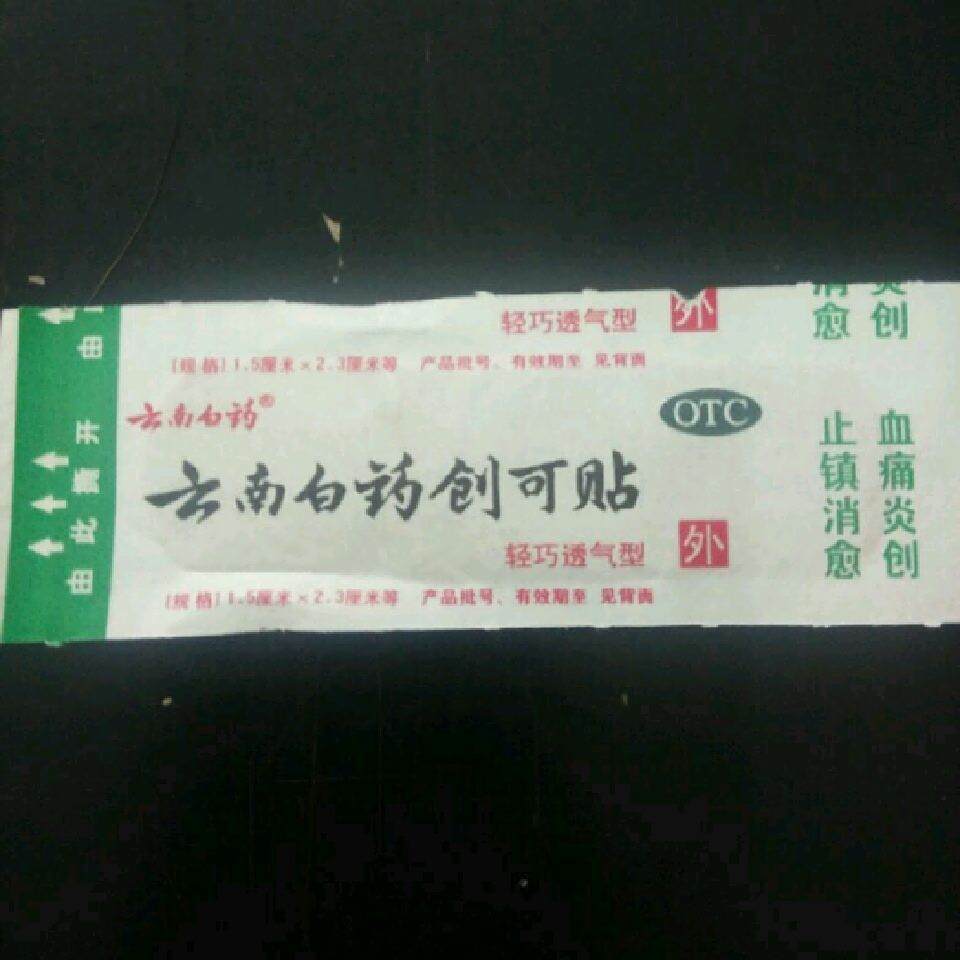 轻巧透气型 外
[规格] 1.5厘米×2.3厘米等 产品批号、有效期至 见背面
云南白药®
OTC
云南白药创可贴
轻巧透气型 外
[规格] 1.5厘米×2.3厘米等 产品批号、有效期至 见背面
由此撕开
由
消炎
愈创
止血
镇痛
消炎
愈创